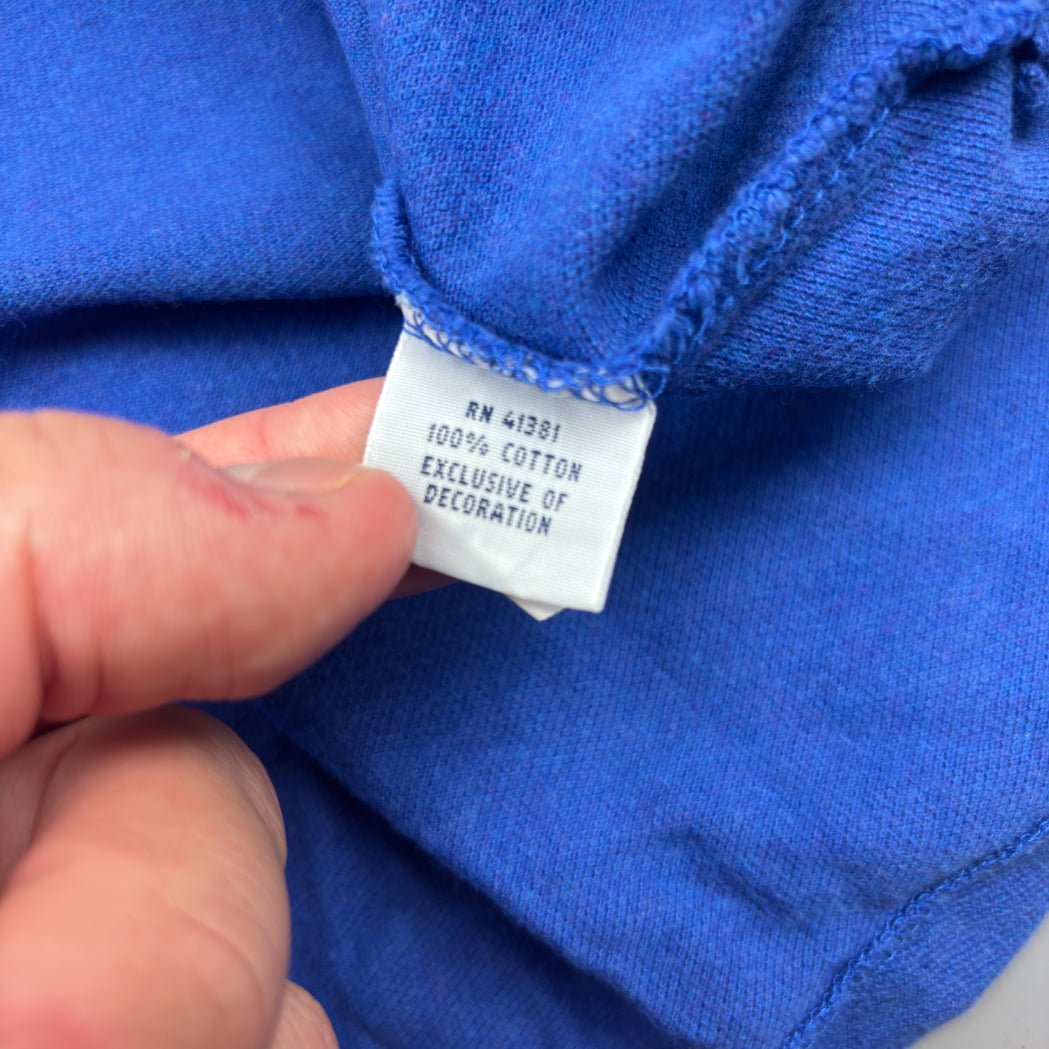 RN 41381
100% COTTON
EXCLUSIVE OF
DECORATION